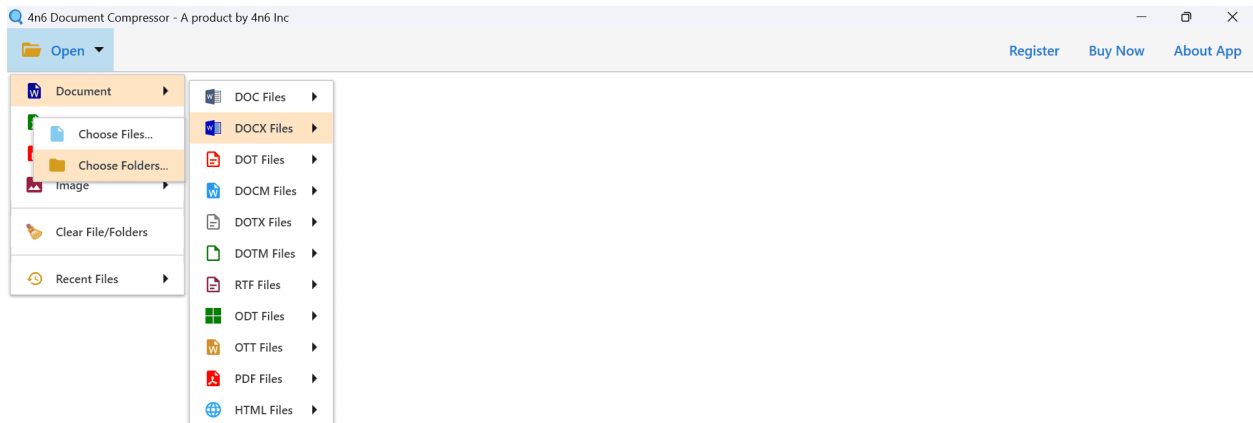 4n6 Document Compressor - A product by 4n6 Inc
Open
Register
Buy Now
About App
Document
Choose Files...
Choose Folders...
Image
Clear File/Folders
Recent Files
DOC Files
DOCX Files
DOT Files
DOCM Files
DOTX Files
DOTM Files
RTF Files
ODT Files
OTT Files
PDF Files
HTML Files